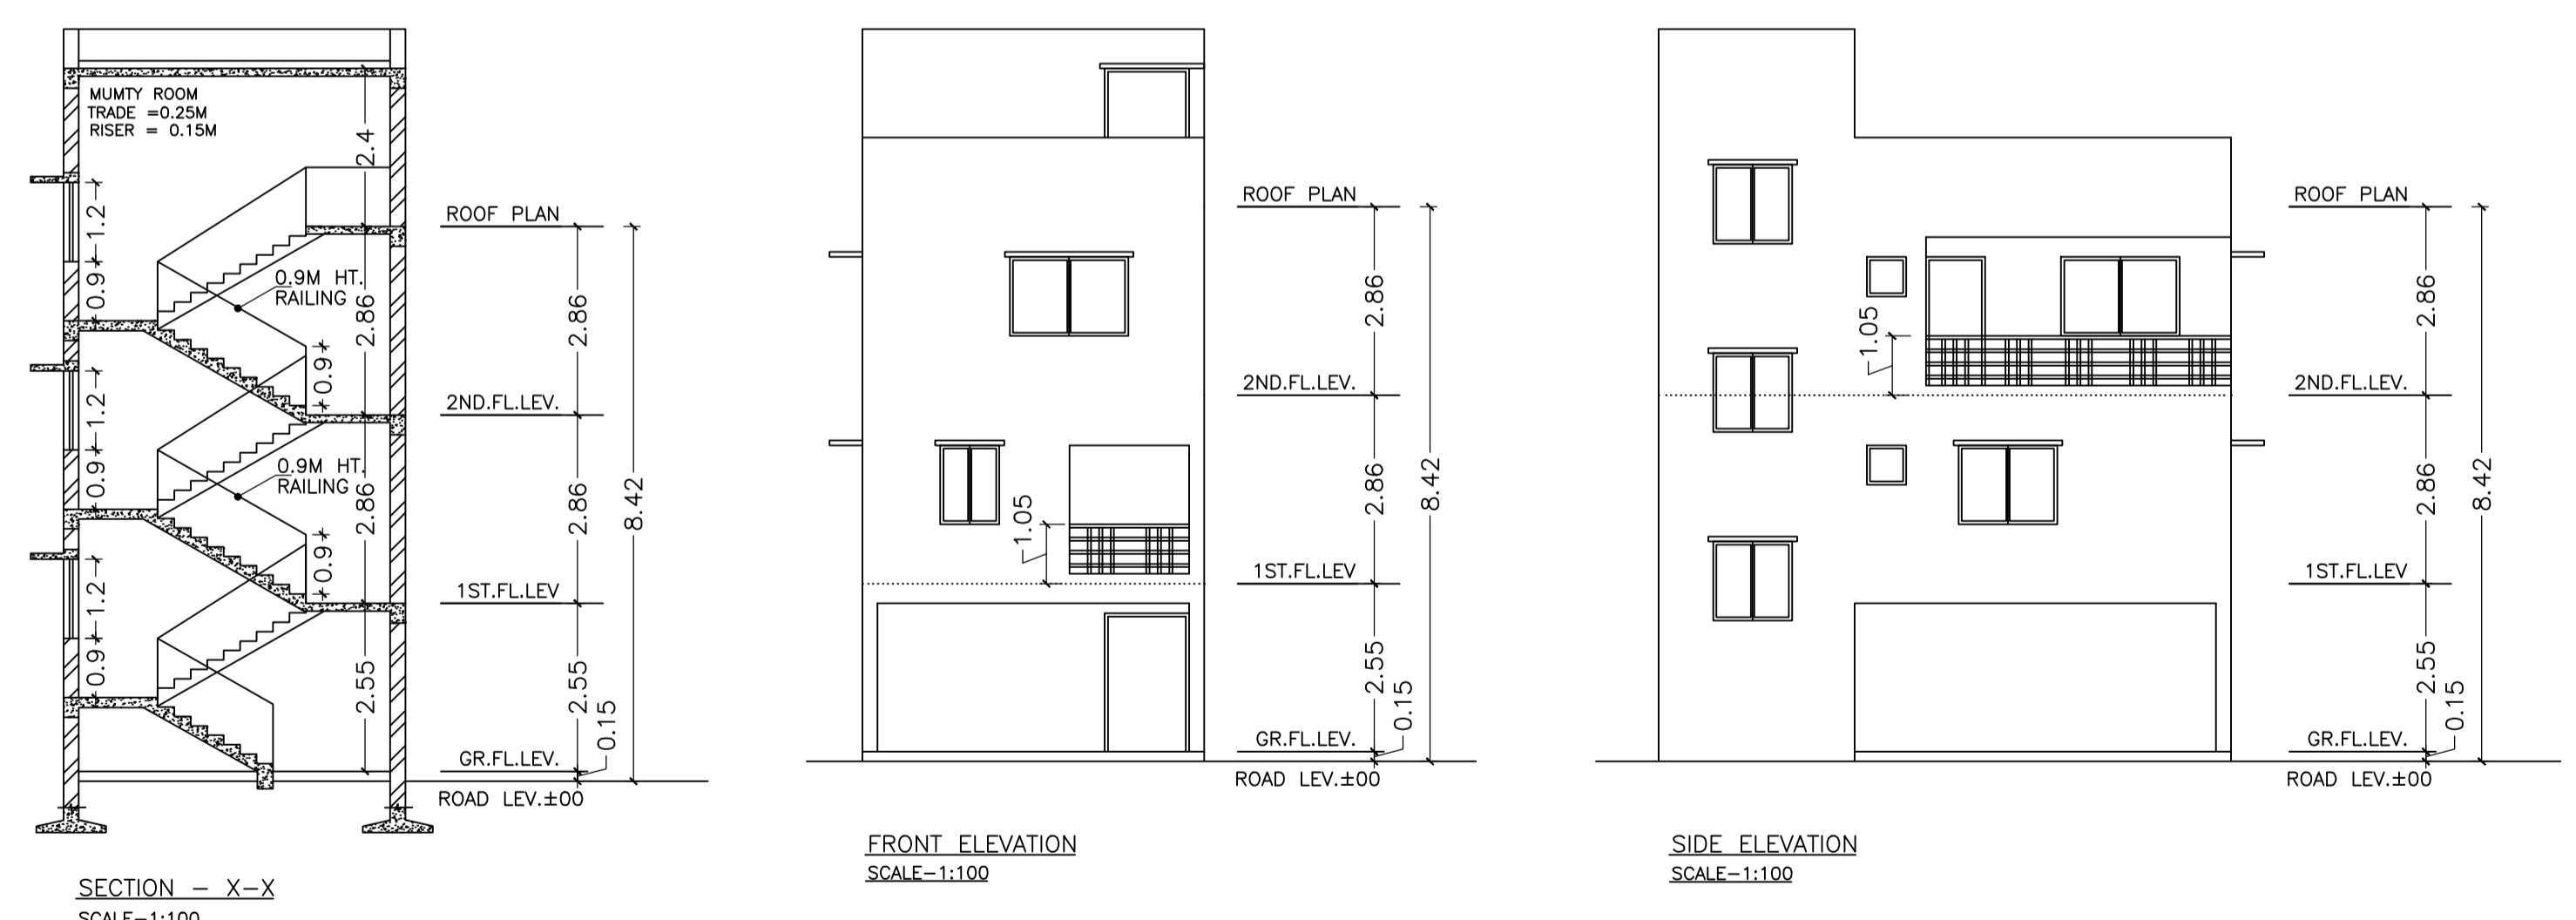 MUMTY ROOM
TRADE =0.25M
RISER = 0.15M
2.4
1.2
0.9
0.9M HT.
RAILING
2.86
0.9
1.2
0.9
0.9M HT.
RAILING
2.86
0.9
1.2
0.9
2.55
ROOF PLAN
2.86
2ND.FL.LEV.
2.86
8.42
1ST.FL.LEV
2.55
0.15
GR.FL.LEV.
ROAD LEV.±00
SECTION - X-X
SCALE-1:100
ROOF PLAN
2.86
2ND.FL.LEV.
2.86
8.42
1.05
1ST.FL.LEV
2.55
0.15
GR.FL.LEV.
ROAD LEV.±00
FRONT ELEVATION
SCALE-1:100
ROOF PLAN
2.86
1.05
2ND.FL.LEV.
2.86
8.42
1ST.FL.LEV
2.55
0.15
GR.FL.LEV.
ROAD LEV.±00
SIDE ELEVATION
SCALE-1:100